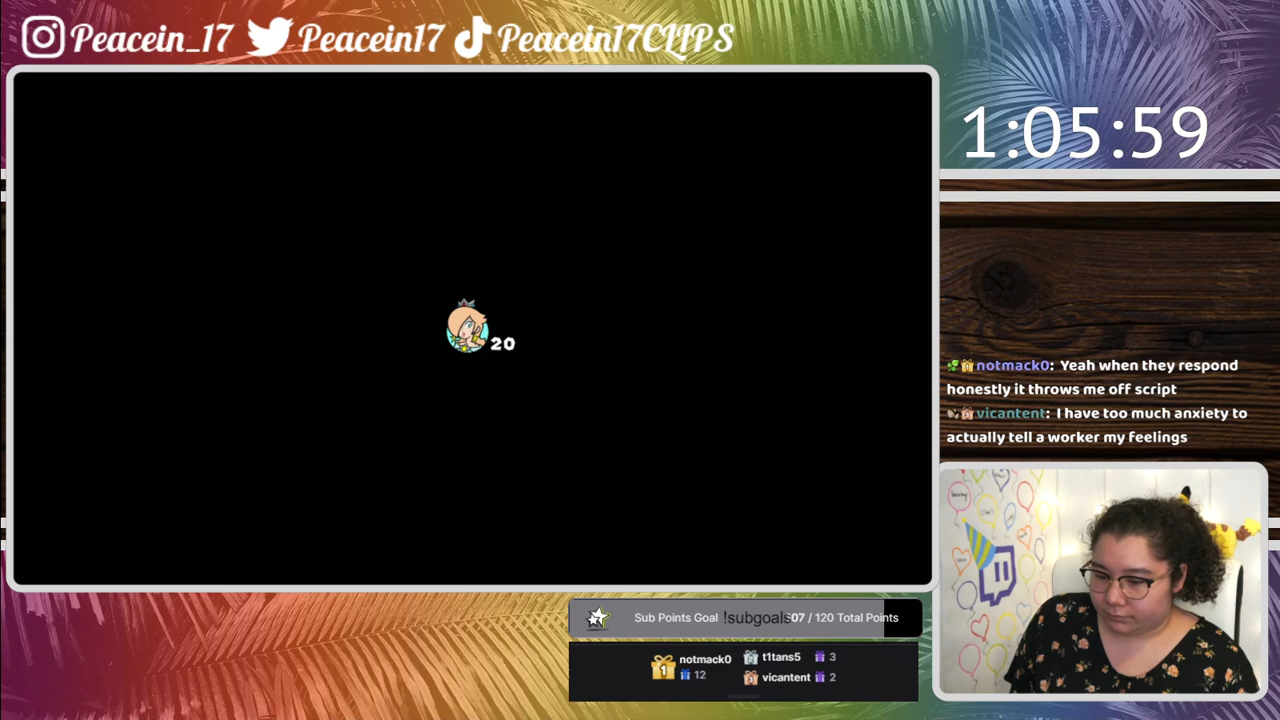 Peacein_17 Peacein17 Peacein17CLIPS
1:05:59
20
notmack0: Yeah when they respond
honestly it throws me off script
vicantent: I have too much anxiety to
actually tell a worker my feelings
Sub Points Goal !subgoals 07 / 120 Total Points
1 notmack0 12
t1tans5 3
vicantent 2